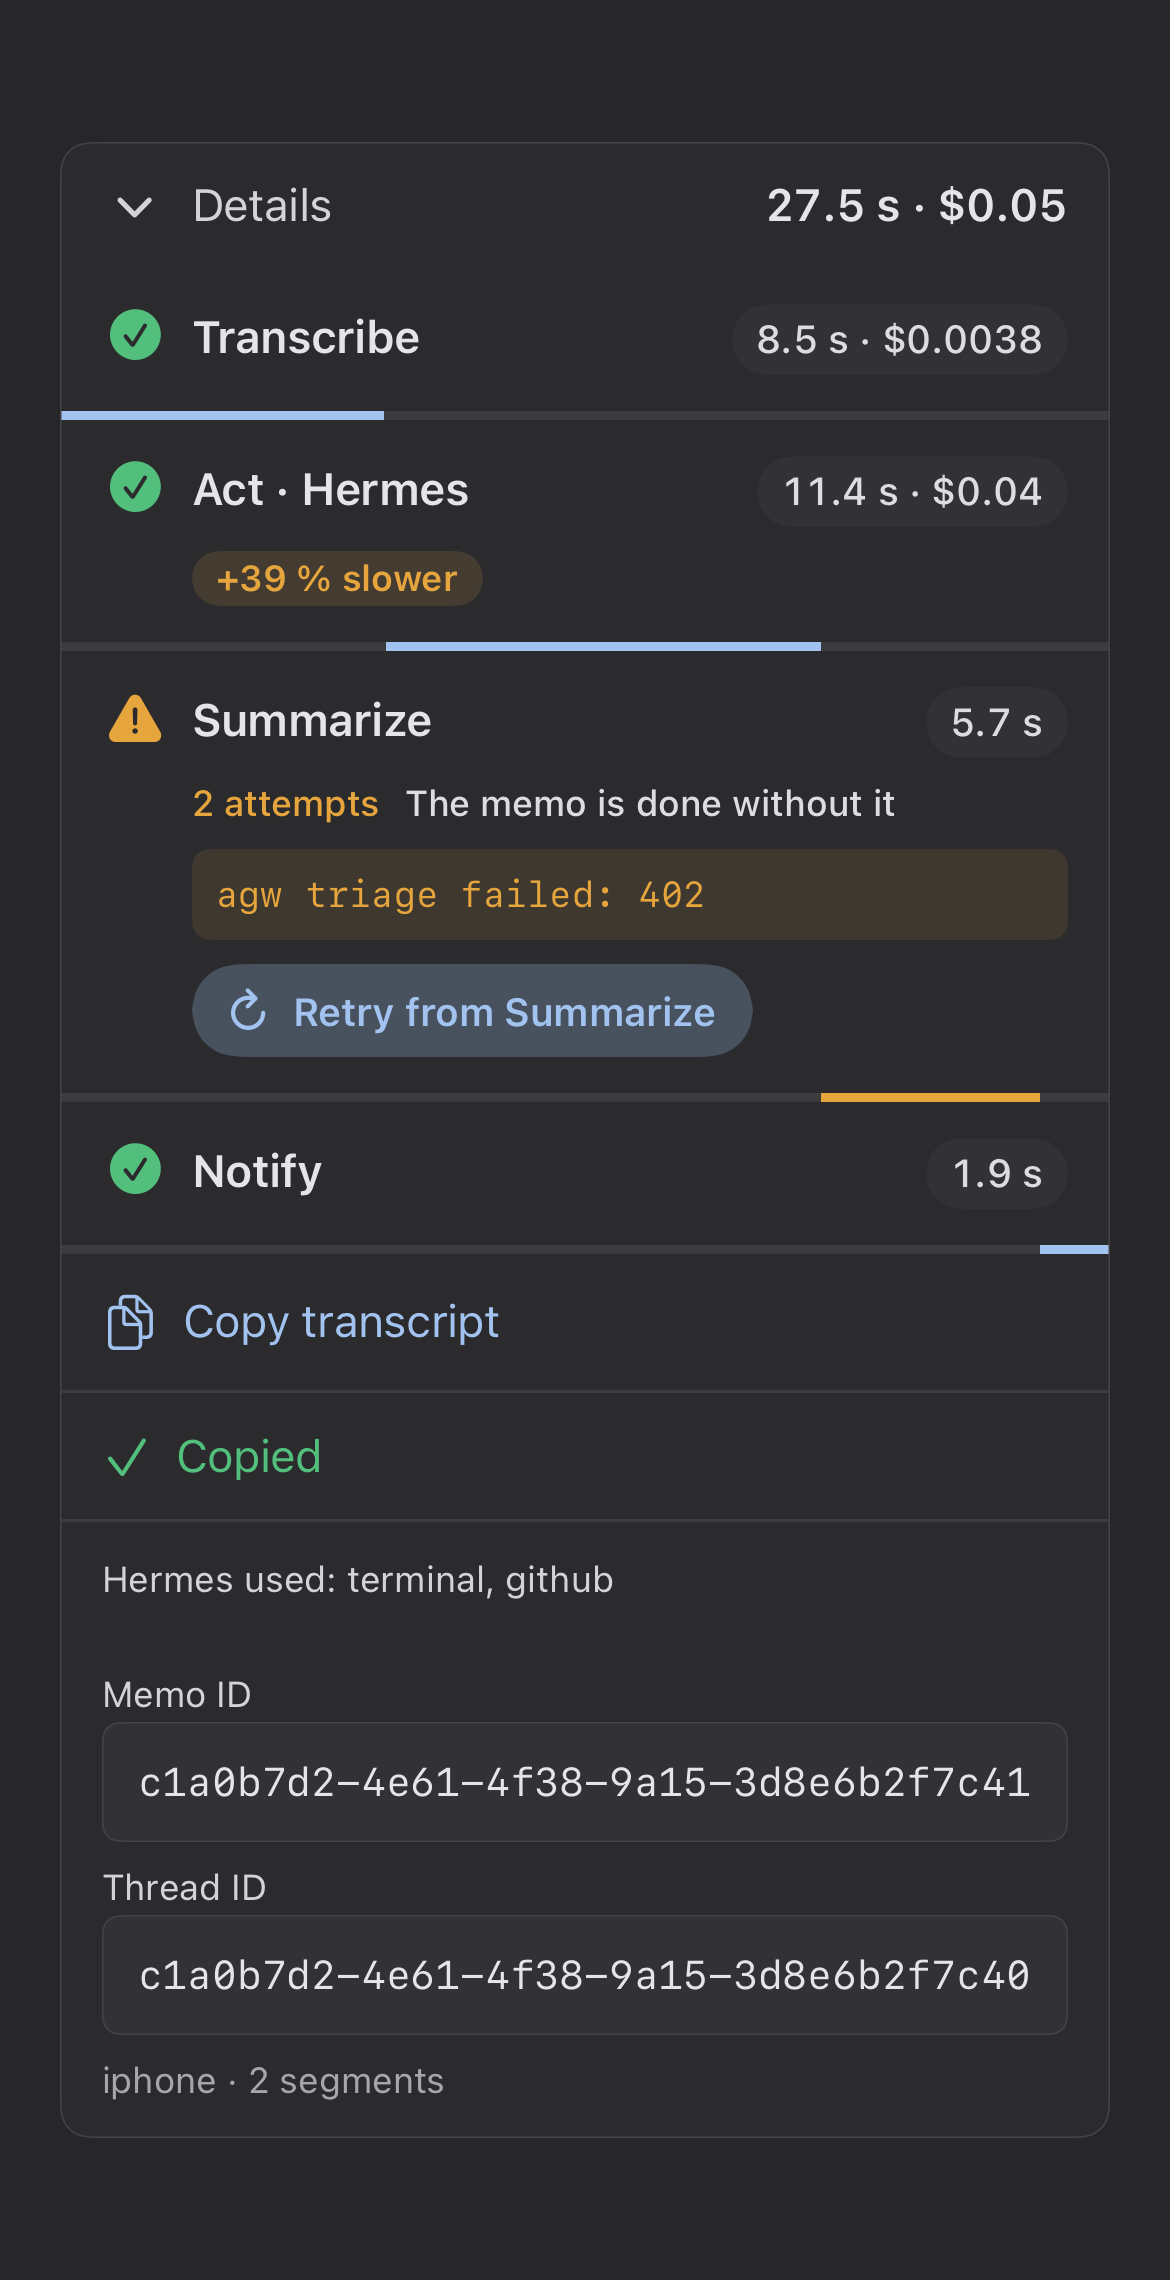 Details 27.5 s · $0.05
Transcribe 8.5 s · $0.0038
Act · Hermes 11.4 s · $0.04
+39 % slower
Summarize 5.7 s
2 attempts The memo is done without it
agw triage failed: 402
Retry from Summarize
Notify 1.9 s
Copy transcript
Copied
Hermes used: terminal, github
Memo ID
c1a0b7d2-4e61-4f38-9a15-3d8e6b2f7c41
Thread ID
c1a0b7d2-4e61-4f38-9a15-3d8e6b2f7c40
iphone · 2 segments